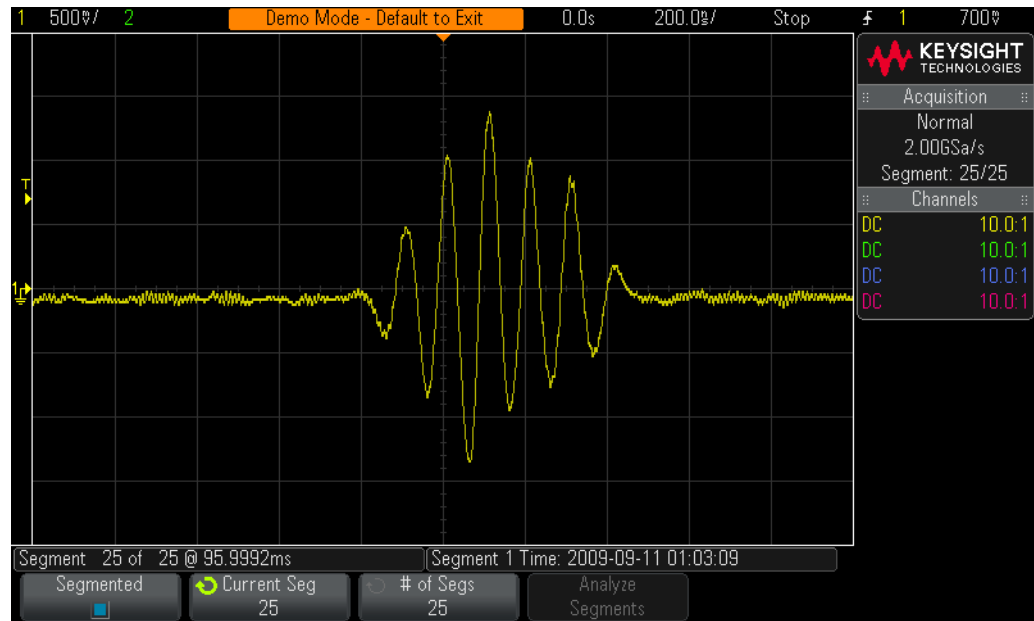 1 500mV/ 2 Demo Mode - Default to Exit 0.0s 200.0ns/ Stop 1 700mV
KEYSIGHT
TECHNOLOGIES
Acquisition
Normal
2.00GSa/s
Segment: 25/25
Channels
DC 10.0:1
DC 10.0:1
DC 10.0:1
DC 10.0:1
T
1
Segment 25 of 25 @ 95.9992ms Segment 1 Time: 2009-09-11 01:03:09
Segmented Current Seg # of Segs Analyze
25 25 Segments